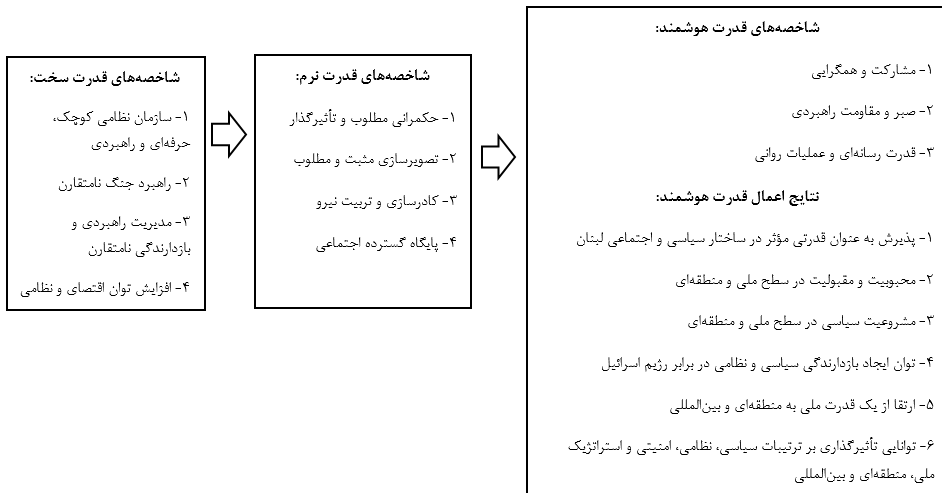 شاخصه‌های قدرت سخت:
۱- سازمان نظامی کوچک،
حرفه‌ای و راهبردی
۲- راهبرد جنگ نامتقارن
۳- مدیریت راهبردی و
بازدارندگی نامتقارن
۴- افزایش توان اقتصای و نظامی
شاخصه‌های قدرت نرم:
۱- حکمرانی مطلوب و تأثیرگذار
۲- تصویرسازی مثبت و مطلوب
۳- کادرسازی و تربیت نیرو
۴- پایگاه گسترده اجتماعی
شاخصه‌های قدرت هوشمند:
۱- مشارکت و همگرایی
۲- صبر و مقاومت راهبردی
۳- قدرت رسانه‌ای و عملیات روانی
نتایج اعمال قدرت هوشمند:
۱- پذیرش به عنوان قدرتی مؤثر در ساختار سیاسی و اجتماعی لبنان
۲- محبوبیت و مقبولیت در سطح ملی و منطقه‌ای
۳- مشروعیت سیاسی در سطح ملی و منطقه‌ای
۴- توان ایجاد بازدارندگی سیاسی و نظامی در برابر رژیم اسرائیل
۵- ارتقا از یک قدرت ملی به منطقه‌ای و بین‌المللی
۶- توانایی تأثیرگذاری بر ترتیبات سیاسی، نظامی، امنیتی و استراتژیک
ملی، منطقه‌ای و بین‌المللی